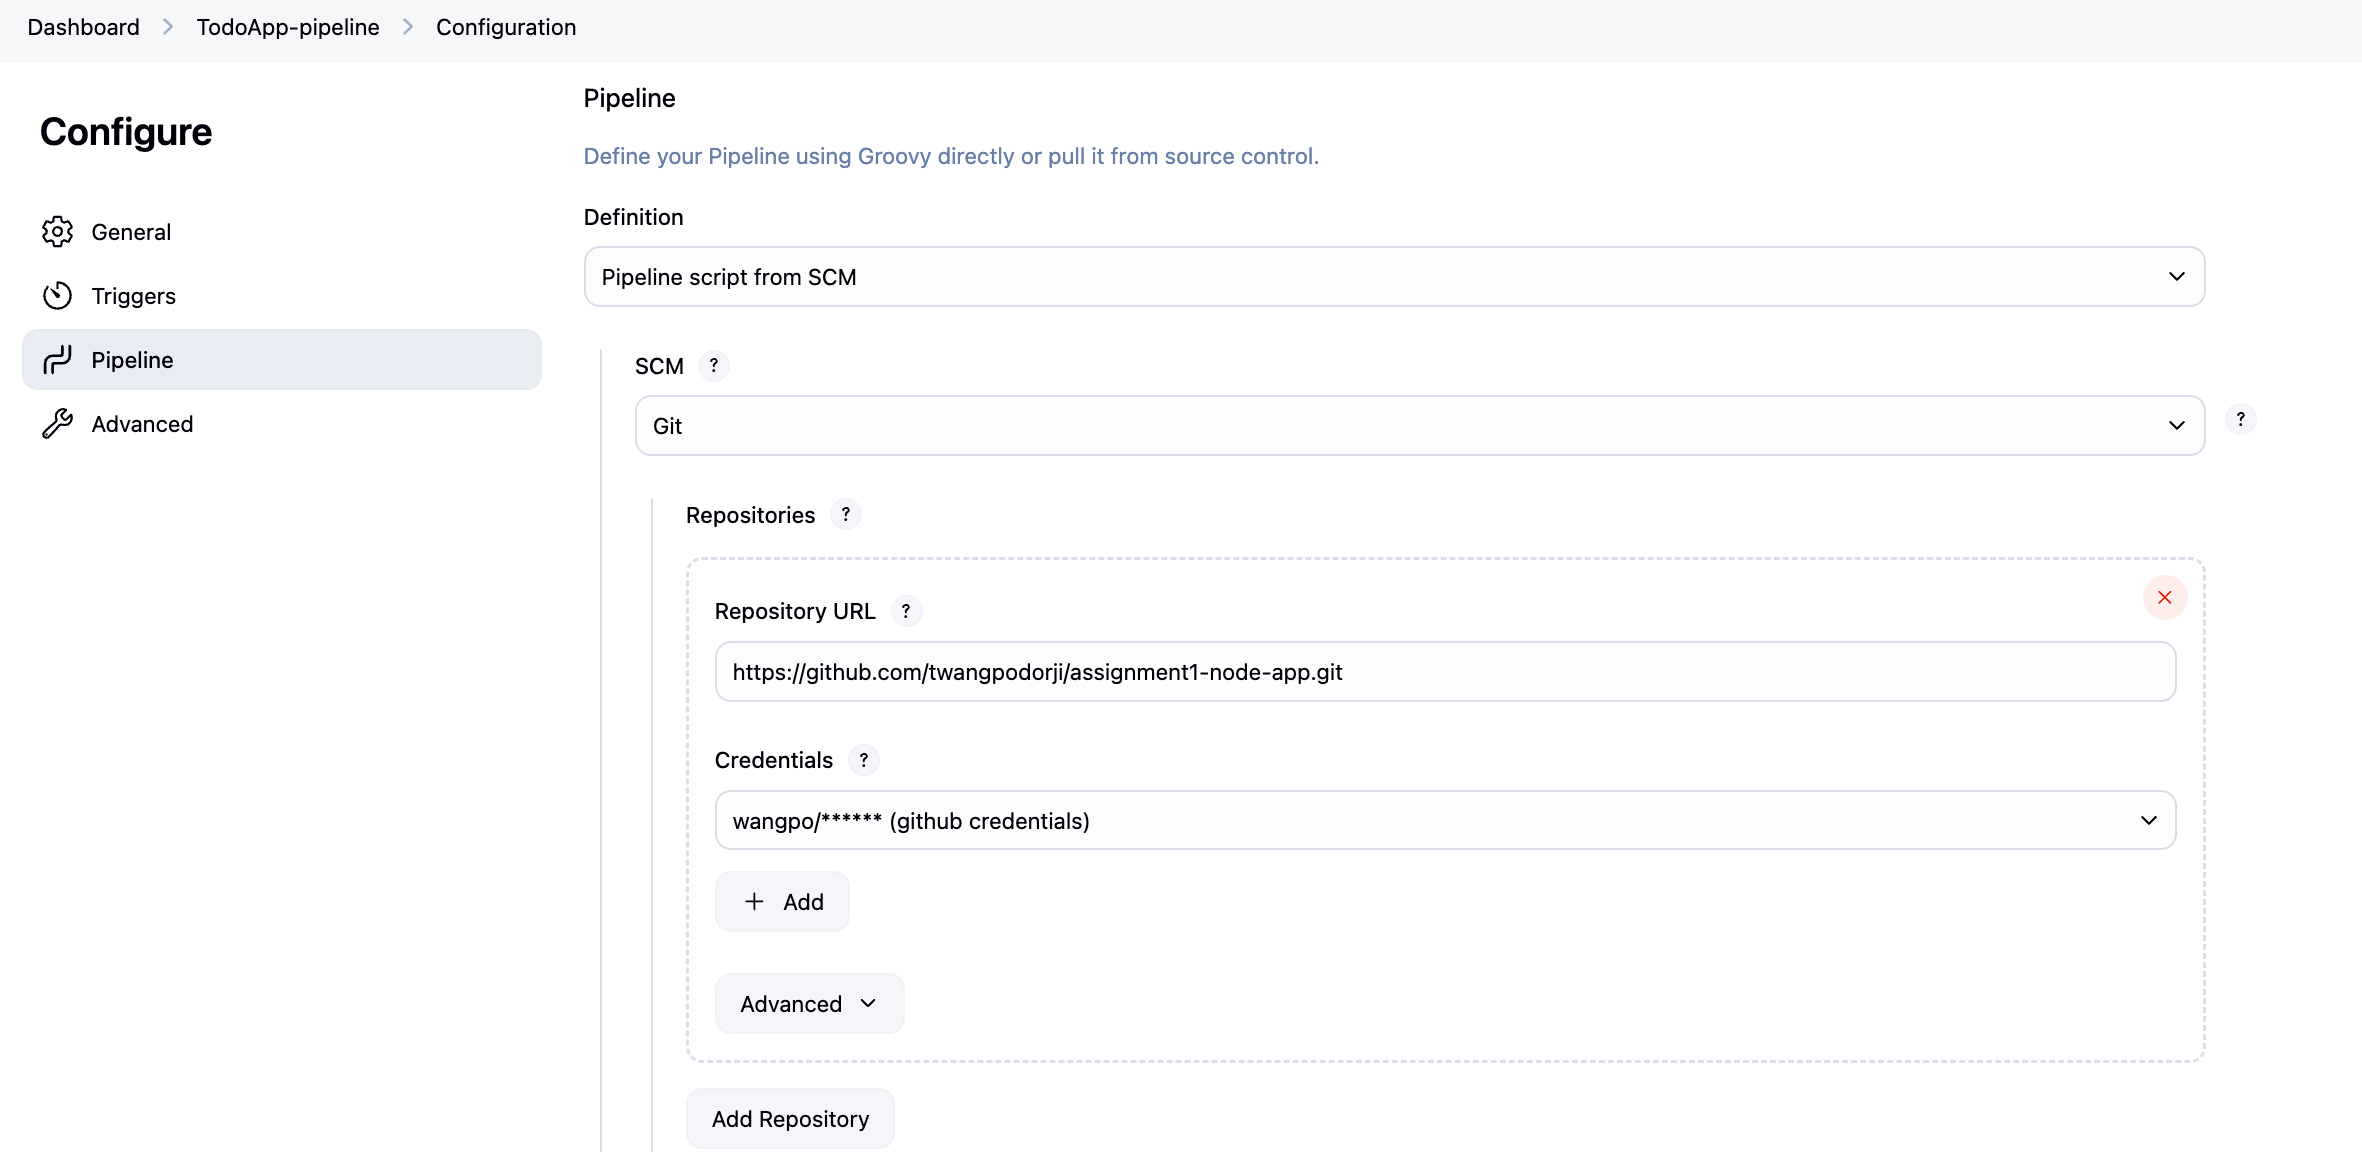 Dashboard > TodoApp-pipeline > Configuration
Configure
General
Triggers
Pipeline
Advanced
Pipeline
Define your Pipeline using Groovy directly or pull it from source control.
Definition
Pipeline script from SCM
SCM ?
Git
?
Repositories ?
Repository URL ?
https://github.com/twangpodorji/assignment1-node-app.git
Credentials ?
wangpo/****** (github credentials)
+ Add
Advanced
Add Repository